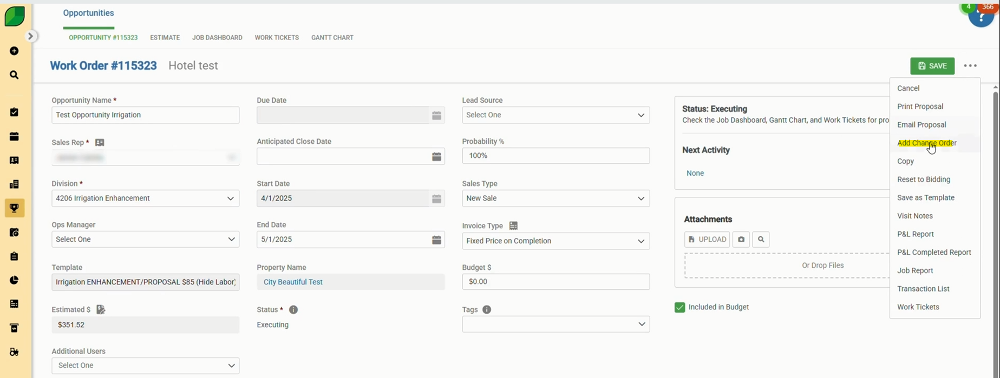 Opportunities
4
366
?
OPPORTUNITY #115323 ESTIMATE JOB DASHBOARD WORK TICKETS GANTT CHART
Work Order #115323 Hotel test
SAVE
Cancel
Print Proposal
Email Proposal
Add Change Order
Copy
Reset to Bidding
Save as Template
Visit Notes
P&L Report
P&L Completed Report
Job Report
Transaction List
Work Tickets
Opportunity Name *
Test Opportunity Irrigation
Sales Rep *
Division *
4206 Irrigation Enhancement
Ops Manager
Select One
Template
Irrigation ENHANCEMENT/PROPOSAL $85 (Hide Labor)
Estimated $
$351.52
Additional Users
Select One
Due Date
Anticipated Close Date
Start Date
4/1/2025
End Date
5/1/2025
Property Name
City Beautiful Test
Status *
Executing
Lead Source
Select One
Probability %
100%
Sales Type
New Sale
Invoice Type
Fixed Price on Completion
Budget $
$0.00
Tags
Status: Executing
Check the Job Dashboard, Gantt Chart, and Work Tickets for pro
Next Activity
None
Attachments
UPLOAD
Or Drop Files
Included in Budget